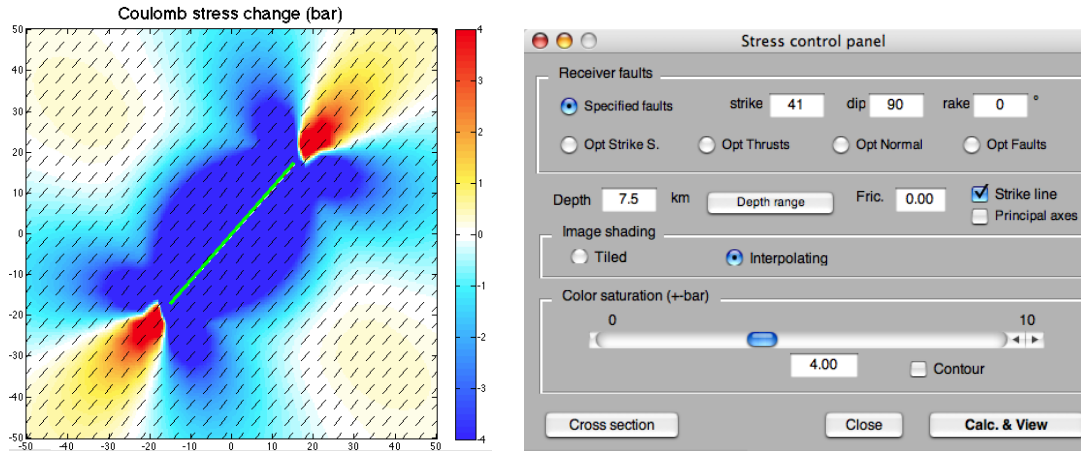 Coulomb stress change (bar)
50
40
30
20
10
0
-10
-20
-30
-40
-50
-50 -40 -30 -20 -10 0 10 20 30 40 50
4
3
2
1
0
-1
-2
-3
-4
Stress control panel
Receiver faults
Specified faults strike 41 dip 90 rake 0 °
Opt Strike S. Opt Thrusts Opt Normal Opt Faults
Depth 7.5 km Depth range Fric. 0.00 Strike line
Principal axes
Image shading
Tiled Interpolating
Color saturation (+-bar)
0 10
4.00 Contour
Cross section Close Calc. & View